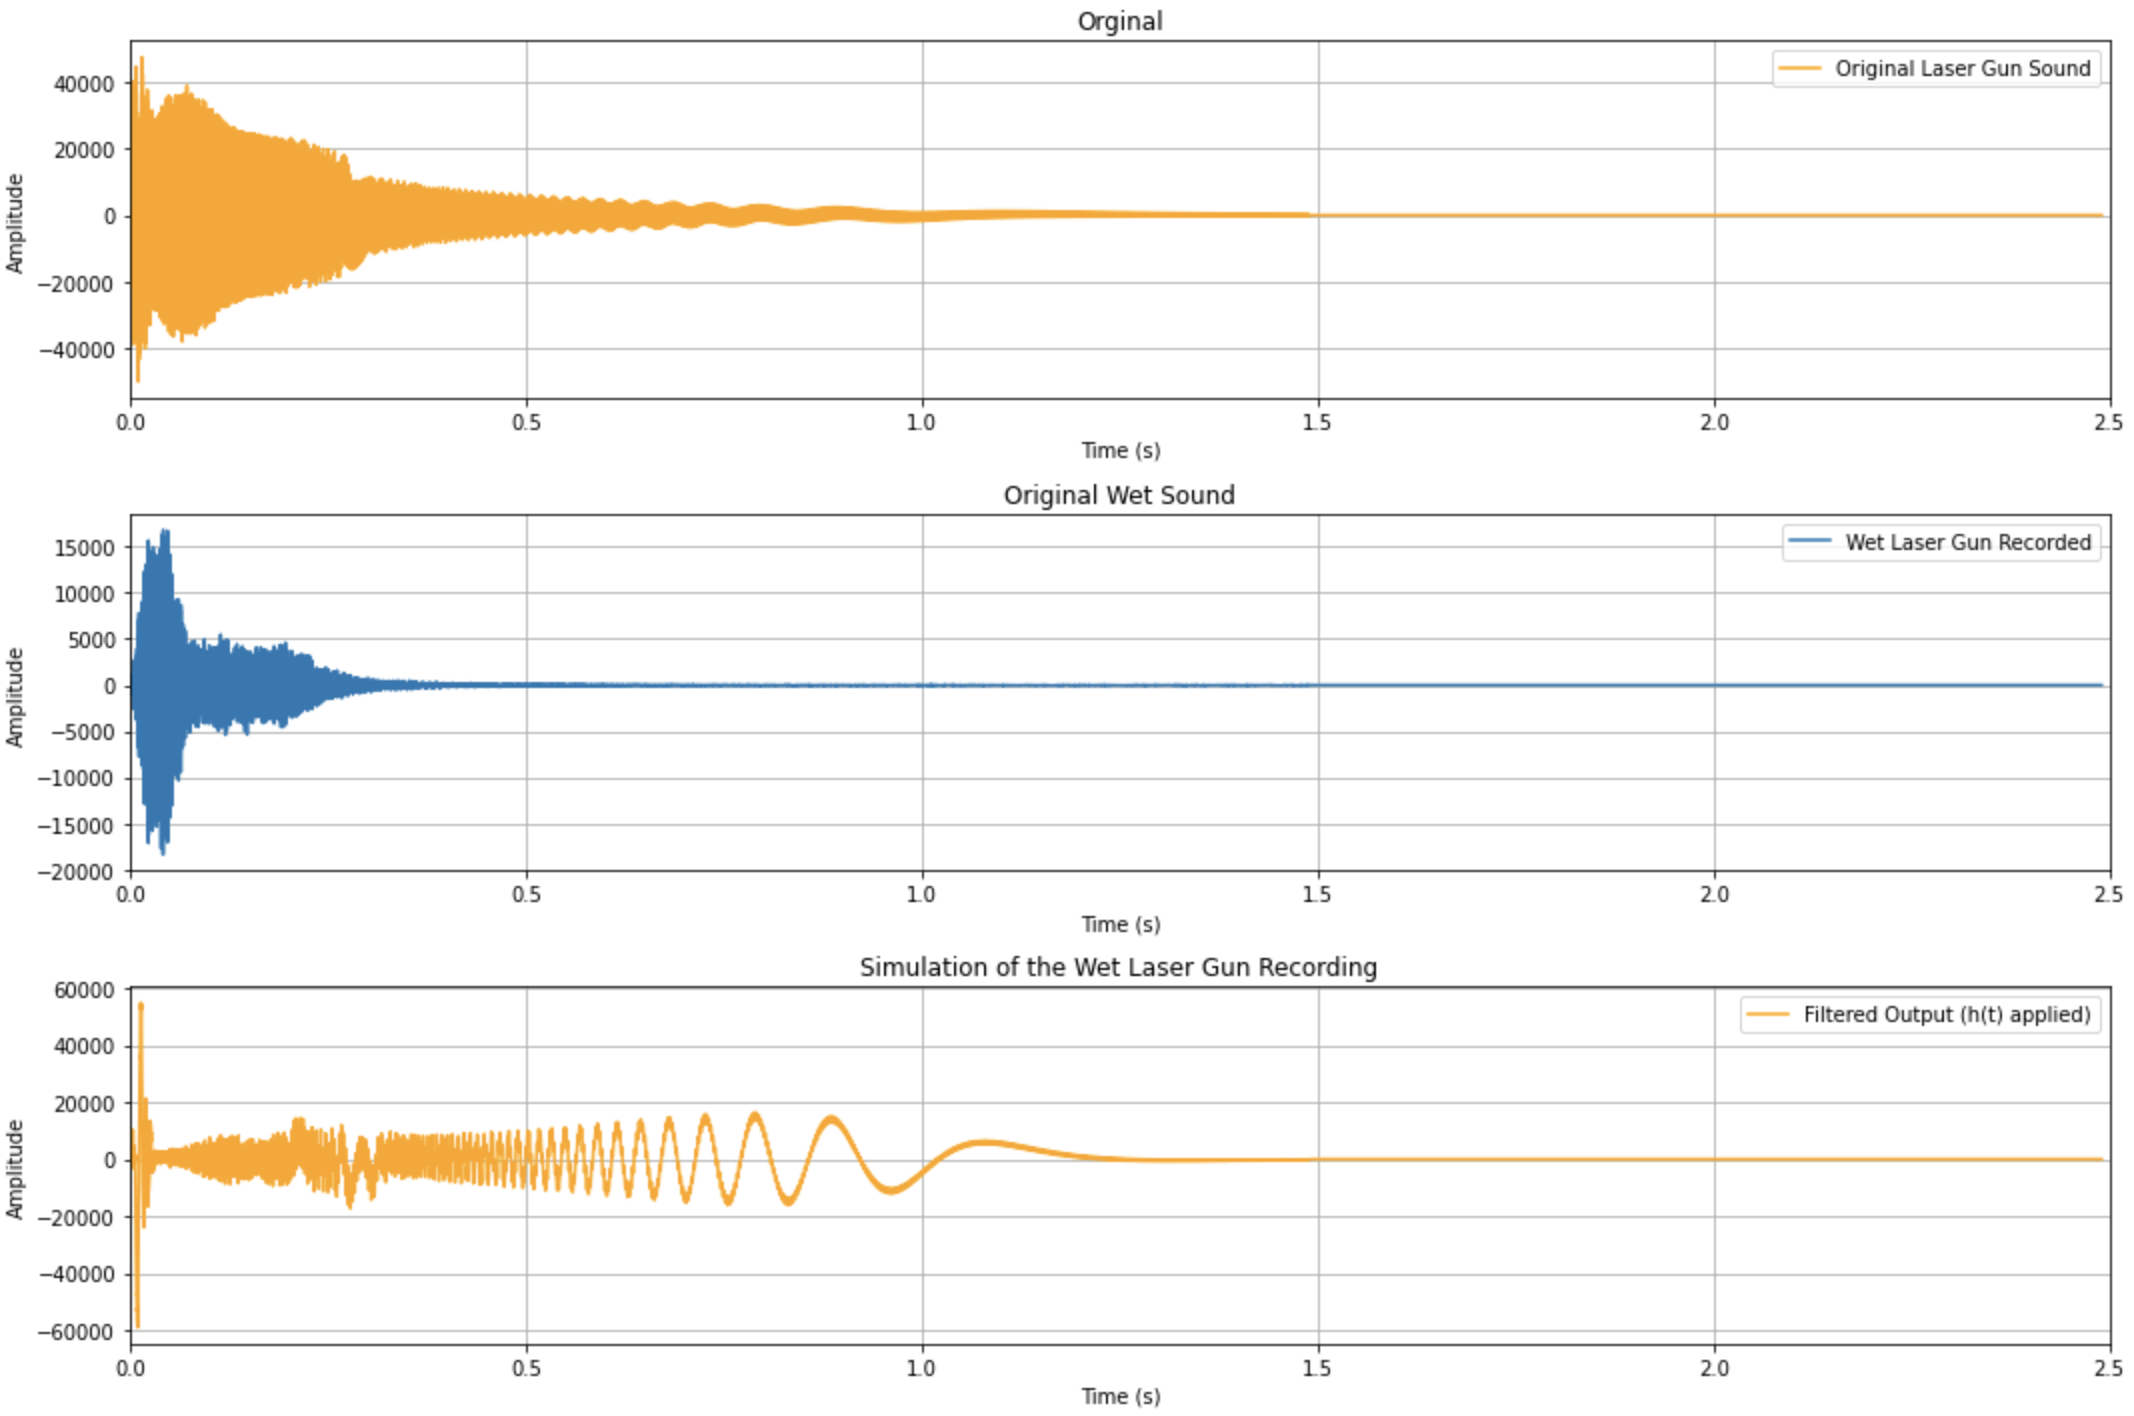 Orginal
Original Laser Gun Sound
Amplitude
40000
20000
0
−20000
−40000
0.0 0.5 1.0 1.5 2.0 2.5
Time (s)
Original Wet Sound
Wet Laser Gun Recorded
Amplitude
15000
10000
5000
0
−5000
−10000
−15000
−20000
0.0 0.5 1.0 1.5 2.0 2.5
Time (s)
Simulation of the Wet Laser Gun Recording
Filtered Output (h(t) applied)
Amplitude
60000
40000
20000
0
−20000
−40000
−60000
0.0 0.5 1.0 1.5 2.0 2.5
Time (s)